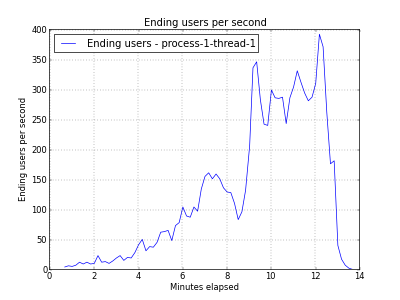 Ending users per second
Ending users - process-1-thread-1
400
350
300
250
200
150
100
50
0
Ending users per second
0 2 4 6 8 10 12 14
Minutes elapsed